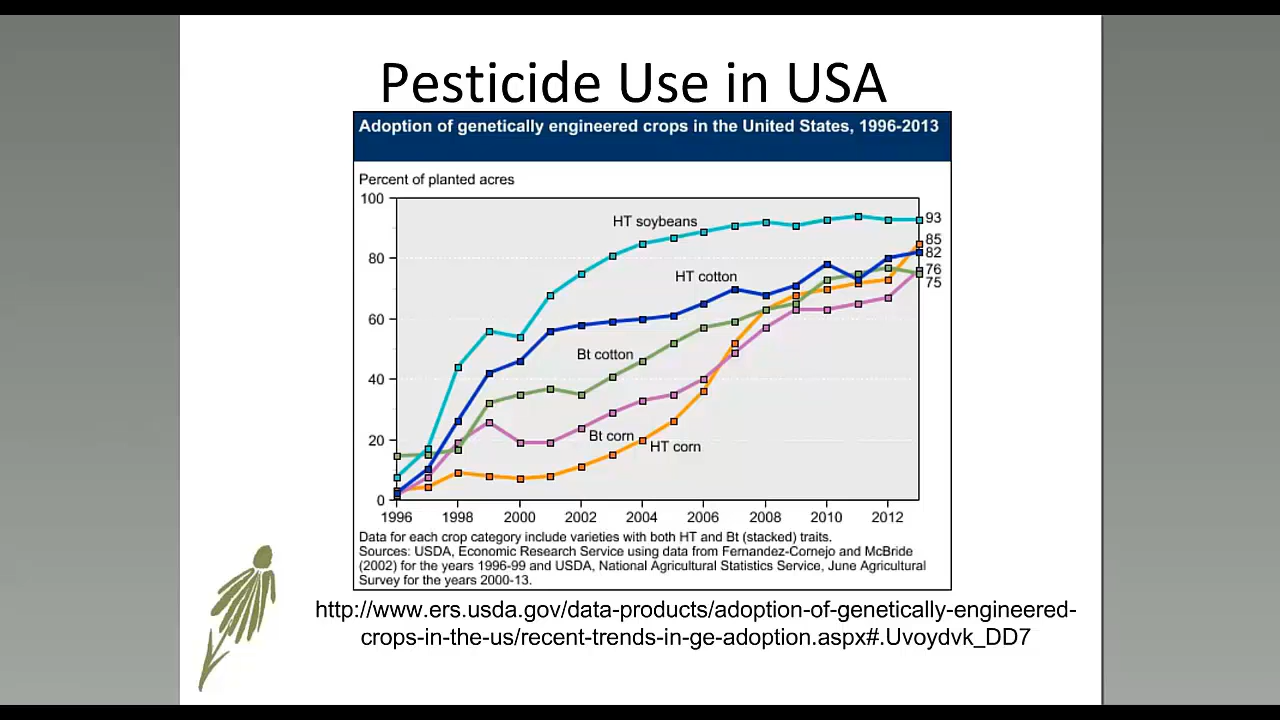 Pesticide Use in USA
Adoption of genetically engineered crops in the United States, 1996-2013
Percent of planted acres
100
80
60
40
20
0
HT soybeans
HT cotton
Bt cotton
Bt corn
HT corn
93
85
82
76
75
1996 1998 2000 2002 2004 2006 2008 2010 2012
Data for each crop category include varieties with both HT and Bt (stacked) traits.
Sources: USDA, Economic Research Service using data from Fernandez-Cornejo and McBride
(2002) for the years 1996-99 and USDA, National Agricultural Statistics Service, June Agricultural
Survey for the years 2000-13.
http://www.ers.usda.gov/data-products/adoption-of-genetically-engineered-
crops-in-the-us/recent-trends-in-ge-adoption.aspx#.Uvoydvk_DD7